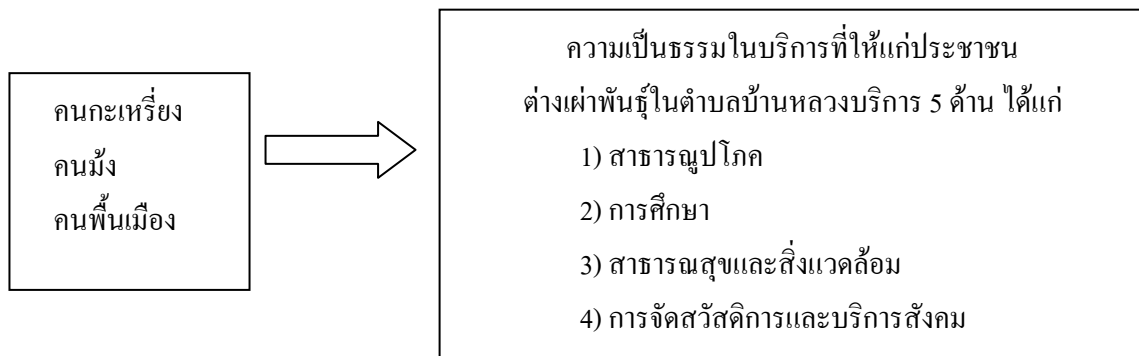 คนกะเหรี่ยง
คนม้ง
คนพื้นเมือง
ความเป็นธรรมในบริการที่ให้แก่ประชาชน
ต่างเผ่าพันธุ์ในตำบลบ้านหลวงบริการ 5 ด้าน ได้แก่
1) สาธารณูปโภค
2) การศึกษา
3) สาธารณสุขและสิ่งแวดล้อม
4) การจัดสวัสดิการและบริการสังคม